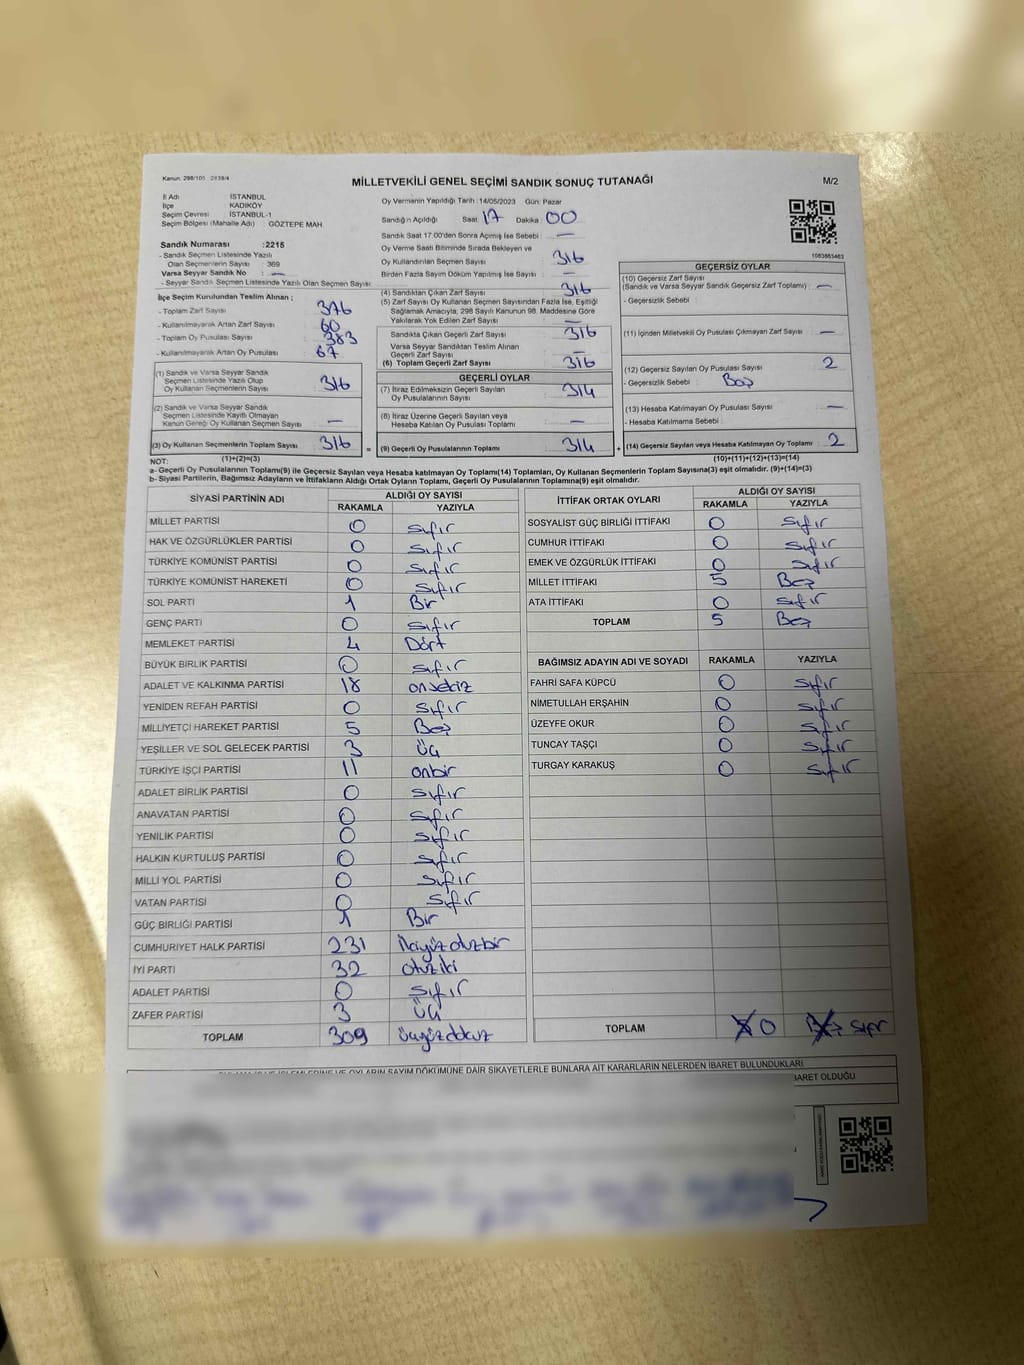 Kanun: 298/105 : 2839/4
MİLLETVEKİLİ GENEL SEÇİMİ SANDIK SONUÇ TUTANAĞI
M/2
İl Adı İSTANBUL
İlçe KADIKÖY
Seçim Çevresi İSTANBUL-1
Seçim Bölgesi (Mahalle Adı) : GÖZTEPE MAH
Sandık Numarası :2215
- Sandık Seçmen Listesinde Yazılı
Olan Seçmenlerin Sayısı : 369
Varsa Seyyar Sandık No : —
- Seyyar Sandık Seçmen Listesinde Yazılı Olan Seçmen Sayısı:
İlçe Seçim Kurulundan Teslim Alınan ;
- Toplam Zarf Sayısı 376
- Kullanılmayarak Artan Zarf Sayısı 60
- Toplam Oy Pusulası Sayısı 383
- Kullanılmayarak Artan Oy Pusulası 67
(1) Sandık ve Varsa Seyyar Sandık
Seçmen Listesinde Yazılı Olup
Oy Kullanan Seçmenlerin Sayısı 316
(2) Sandık ve Varsa Seyyar Sandık
Seçmen Listesinde Kayıtlı Olmayan
Kanun Gereği Oy Kullanan Seçmenlerin Sayısı —
(3) Oy Kullanan Seçmenlerin Toplam Sayısı 316
(1)+(2)=(3)
Oy Vermenin Yapıldığı Tarih :14/05/2023 Gün: Pazar
Sandığın Açıldığı Saat 17 Dakika : 00
Sandık Saat 17:00'den Sonra Açılmış İse Sebebi : —
Oy Verme Saati Bitiminde Sırada Bekleyen ve
Oy Kullandırılan Seçmen Sayısı 316
Birden Fazla Sayım Döküm Yapılmış İse Sayısı : —
(4) Sandıktan Çıkan Zarf Sayısı 316
(5) Zarf Sayısı Oy Kullanan Seçmen Sayısından Fazla İse, Eşitliği
Sağlamak Amacıyla; 298 Sayılı Kanunun 98. Maddesine Göre
Yakılarak Yok Edilen Zarf Sayısı —
Sandıkta Çıkan Geçerli Zarf Sayısı 316
Varsa Seyyar Sandıktan Teslim Alınan
Geçerli Zarf Sayısı —
(6) Toplam Geçerli Zarf Sayısı 316
GEÇERLİ OYLAR
(7) İtiraz Edilmeksizin Geçerli Sayılan
Oy Pusulalarının Sayısı 314
(8) İtiraz Üzerine Geçerli Sayılan veya
Hesaba Katılan Oy Pusulalarının Sayısı —
= (9) Geçerli Oy Pusulalarının Toplamı 314
1083883463
GEÇERSİZ OYLAR
(10) Geçersiz Zarf Sayısı
(Sandık ve Varsa Seyyar Sandık Geçersiz Zarf Toplamı) : —
- Geçersizlik Sebebi :
(11) İçinden Milletvekili Oy Pusulası Çıkmayan Zarf Sayısı —
(12) Geçersiz Sayılan Oy Pusulası Sayısı 2
- Geçersizlik Sebebi : Boş
(13) Hesaba Katılmayan Oy Pusulası Sayısı —
- Hesaba Katılmama Sebebi :
+ (14) Geçersiz Sayılan veya Hesaba Katılmayan Oy Toplamı 2
(10)+(11)+(12)+(13)=(14)
NOT:
a- Geçerli Oy Pusulalarının Toplamı(9) ile Geçersiz Sayılan veya Hesaba katılmayan Oy Toplamı(14) Toplamları, Oy Kullanan Seçmenlerin Toplam Sayısına(3) eşit olmalıdır. (9)+(14)=(3)
b- Siyasi Partilerin, Bağımsız Adayların ve İttifakların Aldığı Ortak Oyların Toplamı, Geçerli Oy Pusulalarının Toplamına(9) eşit olmalıdır.
SİYASİ PARTİNİN ADI ALDIĞI OY SAYISI
RAKAMLA YAZIYLA
MİLLET PARTİSİ 0 sıfır
HAK VE ÖZGÜRLÜKLER PARTİSİ 0 sıfır
TÜRKİYE KOMÜNİST PARTİSİ 0 sıfır
TÜRKİYE KOMÜNİST HAREKETİ 0 sıfır
SOL PARTİ 1 Bir
GENÇ PARTİ 0 sıfır
MEMLEKET PARTİSİ 4 Dört
BÜYÜK BİRLİK PARTİSİ 0 sıfır
ADALET VE KALKINMA PARTİSİ 18 onsekiz
YENİDEN REFAH PARTİSİ 0 sıfır
MİLLİYETÇİ HAREKET PARTİSİ 5 Beş
YEŞİLLER VE SOL GELECEK PARTİSİ 3 üç
TÜRKİYE İŞÇİ PARTİSİ 11 onbir
ADALET BİRLİK PARTİSİ 0 sıfır
ANAVATAN PARTİSİ 0 sıfır
YENİLİK PARTİSİ 0 sıfır
HALKIN KURTULUŞ PARTİSİ 0 sıfır
MİLLİ YOL PARTİSİ 0 sıfır
VATAN PARTİSİ 0 sıfır
GÜÇ BİRLİĞİ PARTİSİ 1 Bir
CUMHURİYET HALK PARTİSİ 231 ikiyüzotuzbir
İYİ PARTİ 32 otuziki
ADALET PARTİSİ 0 sıfır
ZAFER PARTİSİ 3 üç
TOPLAM 309 üçyüzdokuz
İTTİFAK ORTAK OYLARI ALDIĞI OY SAYISI
RAKAMLA YAZIYLA
SOSYALİST GÜÇ BİRLİĞİ İTTİFAKI 0 sıfır
CUMHUR İTTİFAKI 0 sıfır
EMEK VE ÖZGÜRLÜK İTTİFAKI 0 sıfır
MİLLET İTTİFAKI 5 Beş
ATA İTTİFAKI 0 sıfır
TOPLAM 5 Beş
BAĞIMSIZ ADAYIN ADI VE SOYADI RAKAMLA YAZIYLA
FAHRİ SAFA KÜPCÜ 0 sıfır
NİMETULLAH ERŞAHİN 0 sıfır
ÜZEYFE OKUR 0 sıfır
TUNCAY TAŞÇI 0 sıfır
TURGAY KARAKUŞ 0 sıfır
TOPLAM 0 sıfır
OYLARIN SAYIM DÖKÜMÜNE DAİR ŞİKAYETLERLE BUNLARA AİT KARARLARIN NELERDEN İBARET BULUNDUKLARI
BARET OLDUĞU